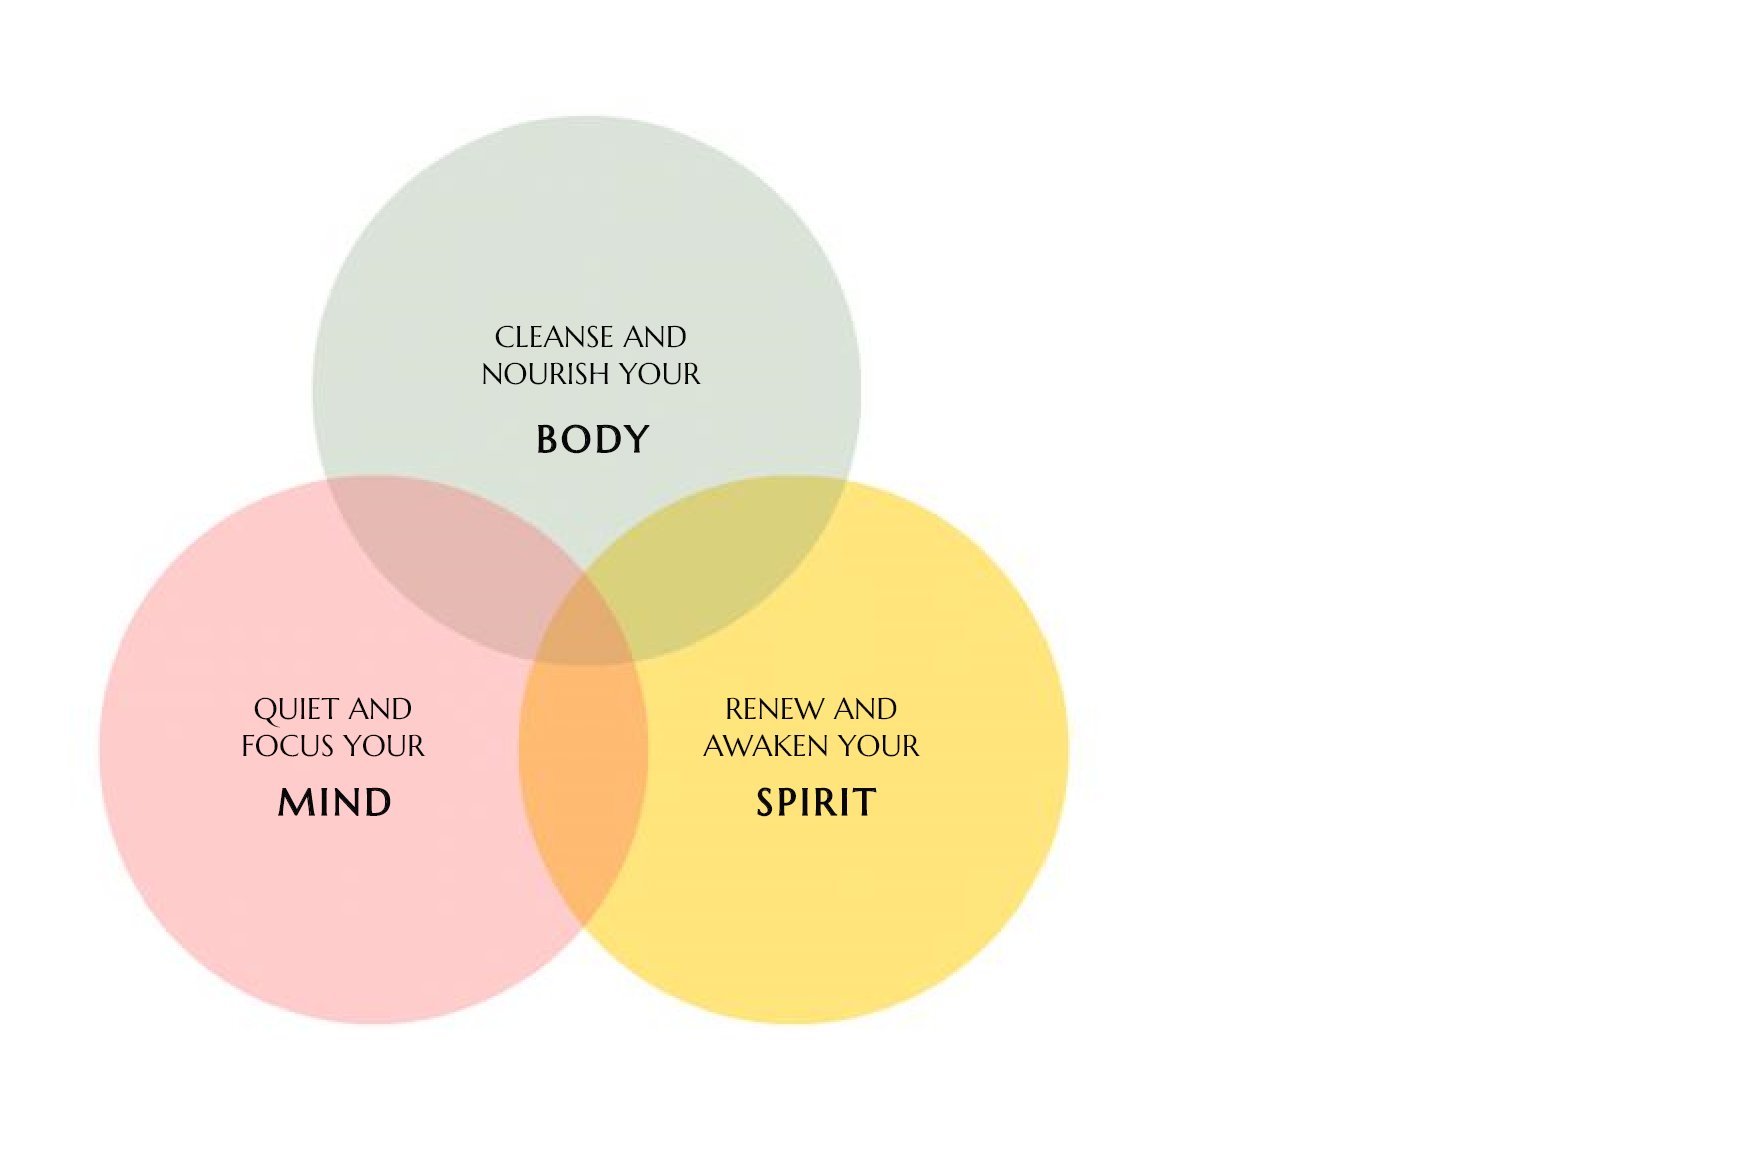 CLEANSE AND
NOURISH YOUR
BODY
QUIET AND
FOCUS YOUR
MIND
RENEW AND
AWAKEN YOUR
SPIRIT